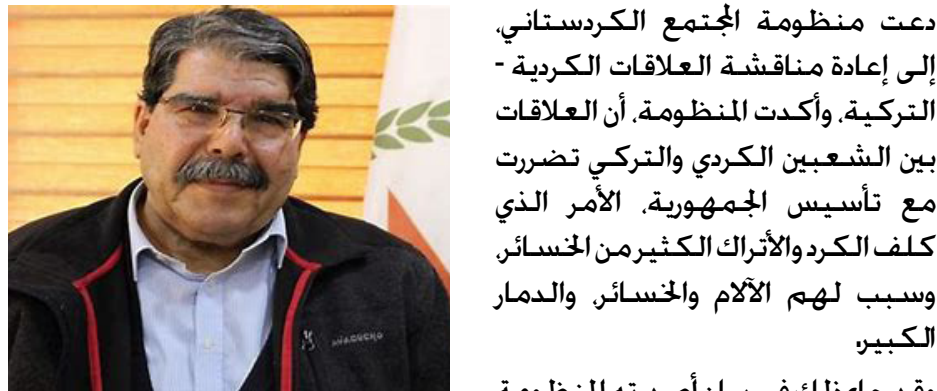 دعت منظومة المجتمع الكردستاني،
إلى إعادة مناقشة العلاقات الكردية -
التركية، وأكدت المنظومة، أن العلاقات
بين الشعبين الكردي والتركي تضررت
مع تأسيس الجمهورية، الأمر الذي
كلف الكرد والأتراك الكثير من الخسائر،
وسبب لهم الآلام والخسائر، والدمار
الكبير.